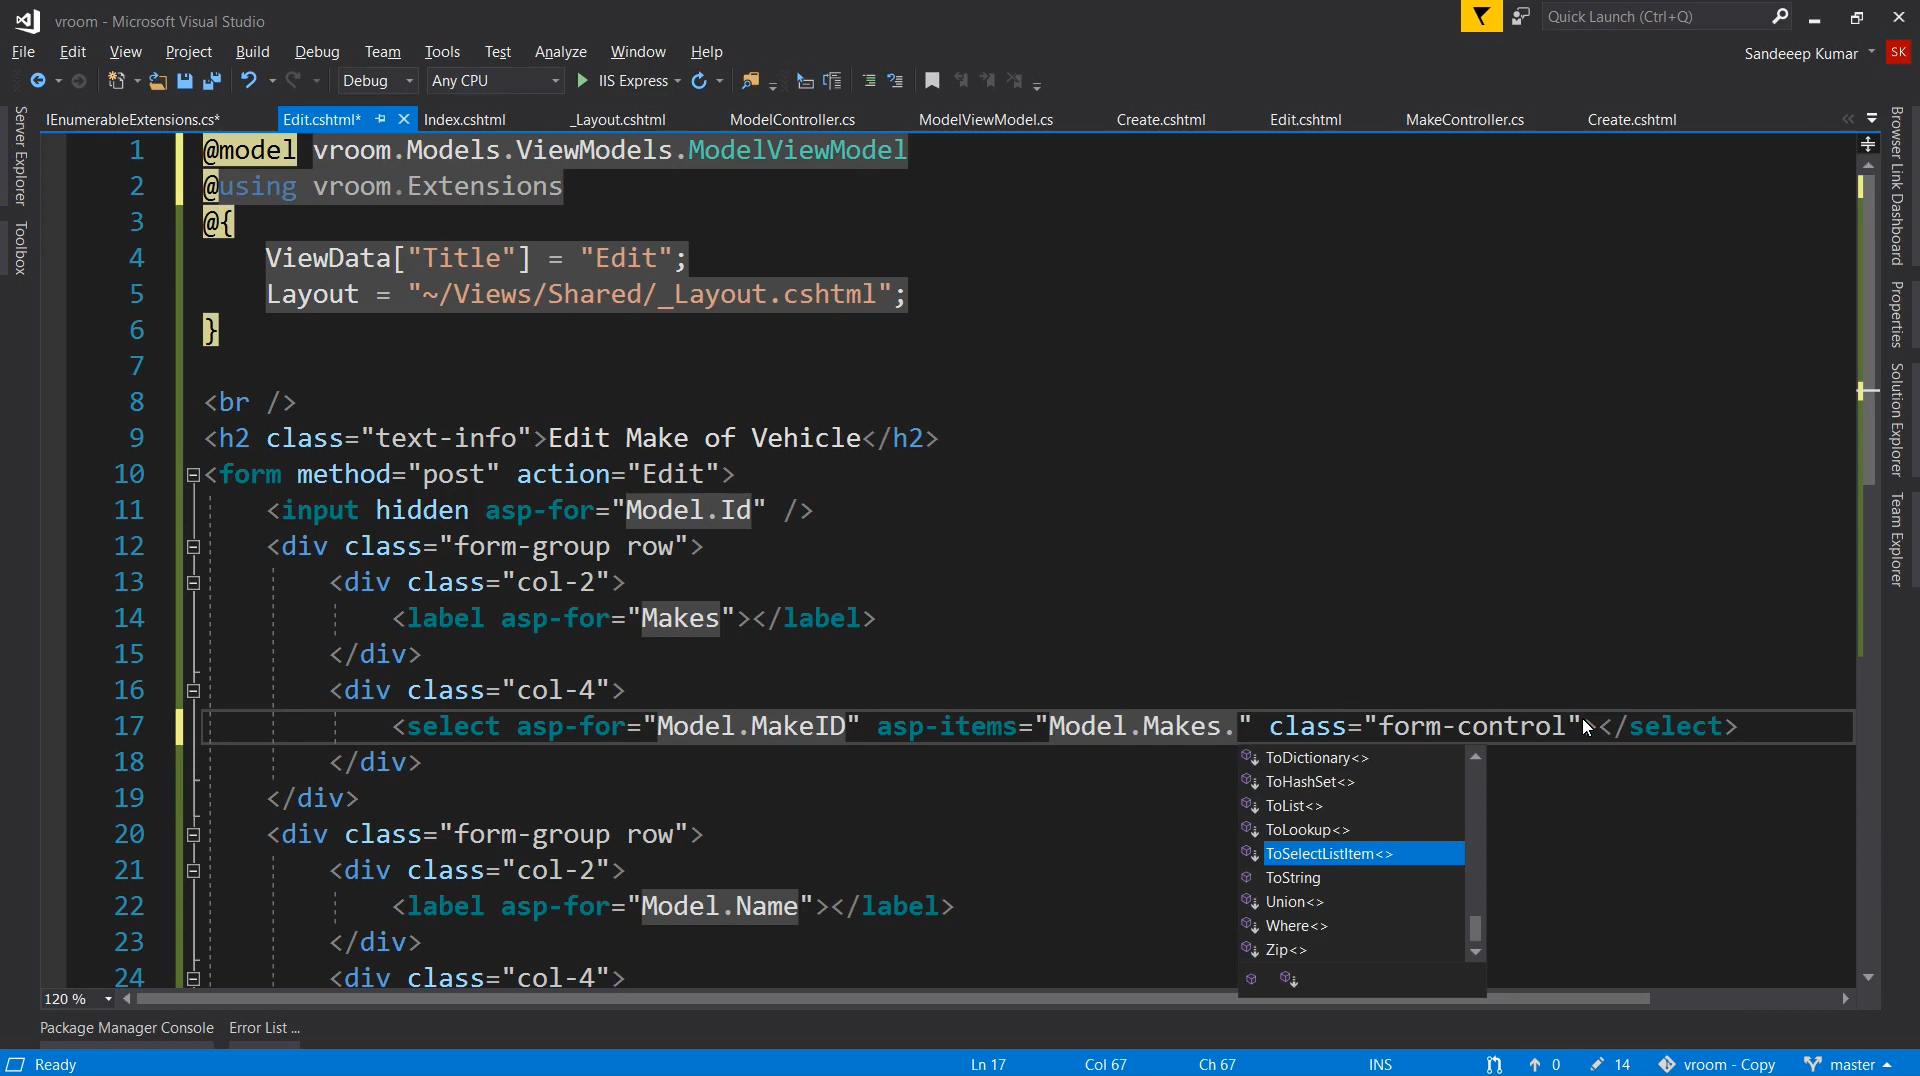 vroom - Microsoft Visual Studio
Quick Launch (Ctrl+Q)
File Edit View Project Build Debug Team Tools Test Analyze Window Help
Sandeeep Kumar SK
Debug Any CPU IIS Express
Server Explorer
Toolbox
IEnumerableExtensions.cs* Edit.cshtml* Index.cshtml _Layout.cshtml ModelController.cs ModelViewModel.cs Create.cshtml Edit.cshtml MakeController.cs Create.cshtml
1 @model vroom.Models.ViewModels.ModelViewModel
2 @using vroom.Extensions
3 @{
4 ViewData["Title"] = "Edit";
5 Layout = "~/Views/Shared/_Layout.cshtml";
6 }
7
8 <br />
9 <h2 class="text-info">Edit Make of Vehicle</h2>
10 <form method="post" action="Edit">
11 <input hidden asp-for="Model.Id" />
12 <div class="form-group row">
13 <div class="col-2">
14 <label asp-for="Makes"></label>
15 </div>
16 <div class="col-4">
17 <select asp-for="Model.MakeID" asp-items="Model.Makes." class="form-control"></select>
18 </div>
19 </div>
20 <div class="form-group row">
21 <div class="col-2">
22 <label asp-for="Model.Name"></label>
23 </div>
24 <div class="col-4">
ToDictionary<>
ToHashSet<>
ToList<>
ToLookup<>
ToSelectListItem<>
ToString
Union<>
Where<>
Zip<>
Browser Link Dashboard
Properties
Solution Explorer
Team Explorer
120 %
Package Manager Console Error List ...
Ready Ln 17 Col 67 Ch 67 INS 0 14 vroom - Copy master